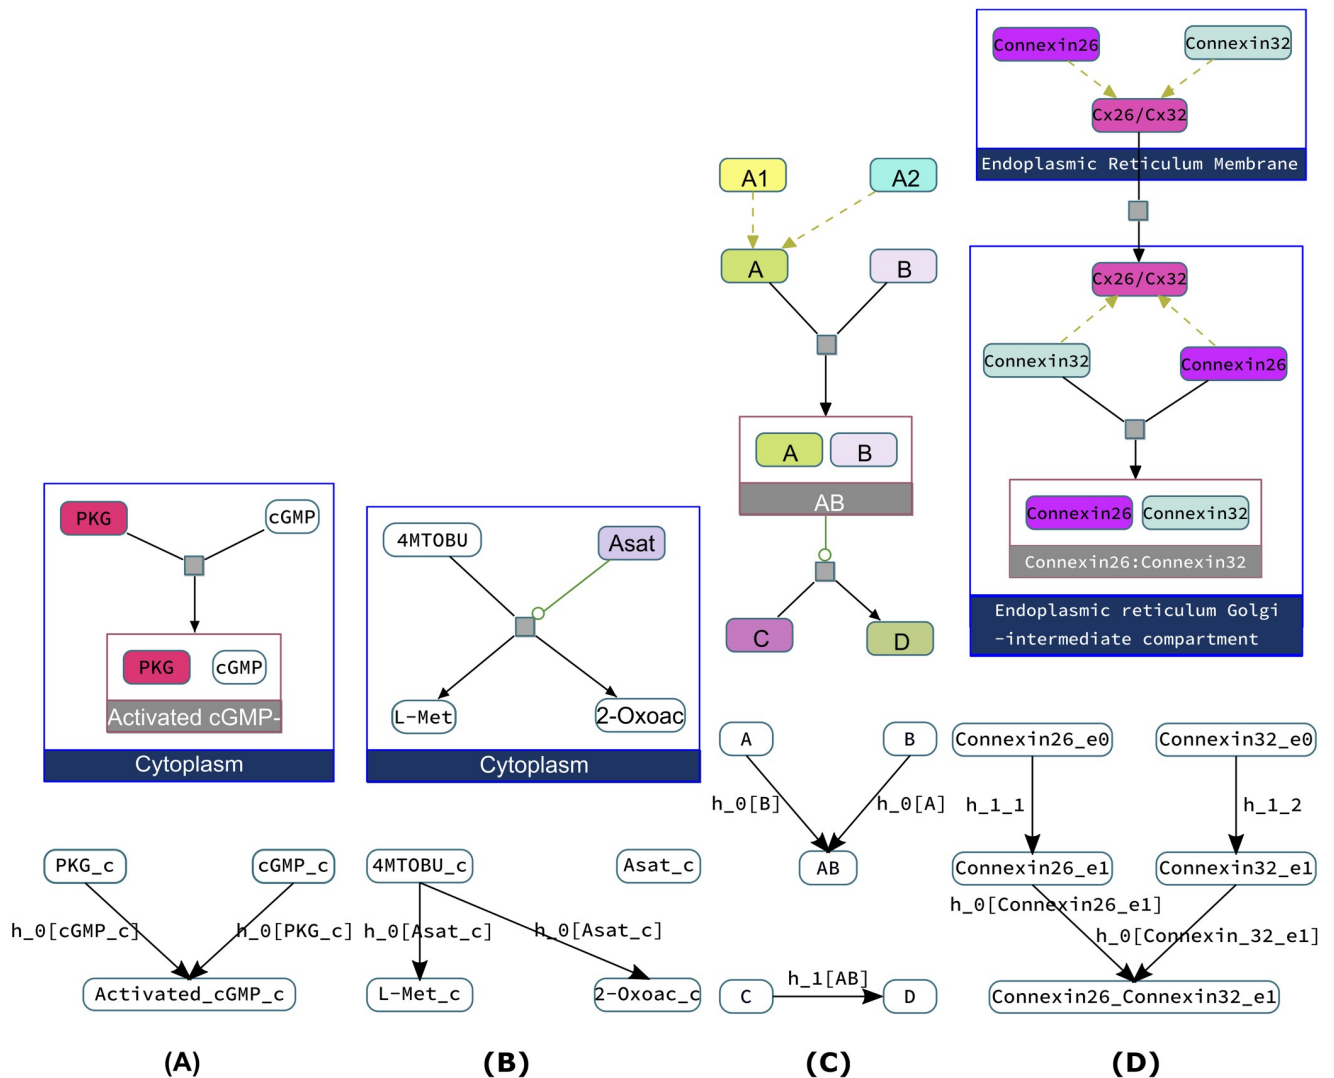 PKG
cGMP
PKG
cGMP
Activated cGMP-
Cytoplasm
PKG_c
cGMP_c
h_0[cGMP_c]
h_0[PKG_c]
Activated_cGMP_c
(A)
4MTOBU
Asat
L-Met
2-Oxoac
Cytoplasm
4MTOBU_c
Asat_c
h_0[Asat_c]
h_0[Asat_c]
L-Met_c
2-Oxoac_c
(B)
A1
A2
A
B
A
B
AB
C
D
A
B
h_0[B]
h_0[A]
AB
C
h_1[AB]
D
(C)
Connexin26
Connexin32
Cx26/Cx32
Endoplasmic Reticulum Membrane
Cx26/Cx32
Connexin32
Connexin26
Connexin26
Connexin32
Connexin26:Connexin32
Endoplasmic reticulum Golgi
-intermediate compartment
Connexin26_e0
Connexin32_e0
h_1_1
h_1_2
Connexin26_e1
Connexin32_e1
h_0[Connexin26_e1]
h_0[Connexin_32_e1]
Connexin26_Connexin32_e1
(D)